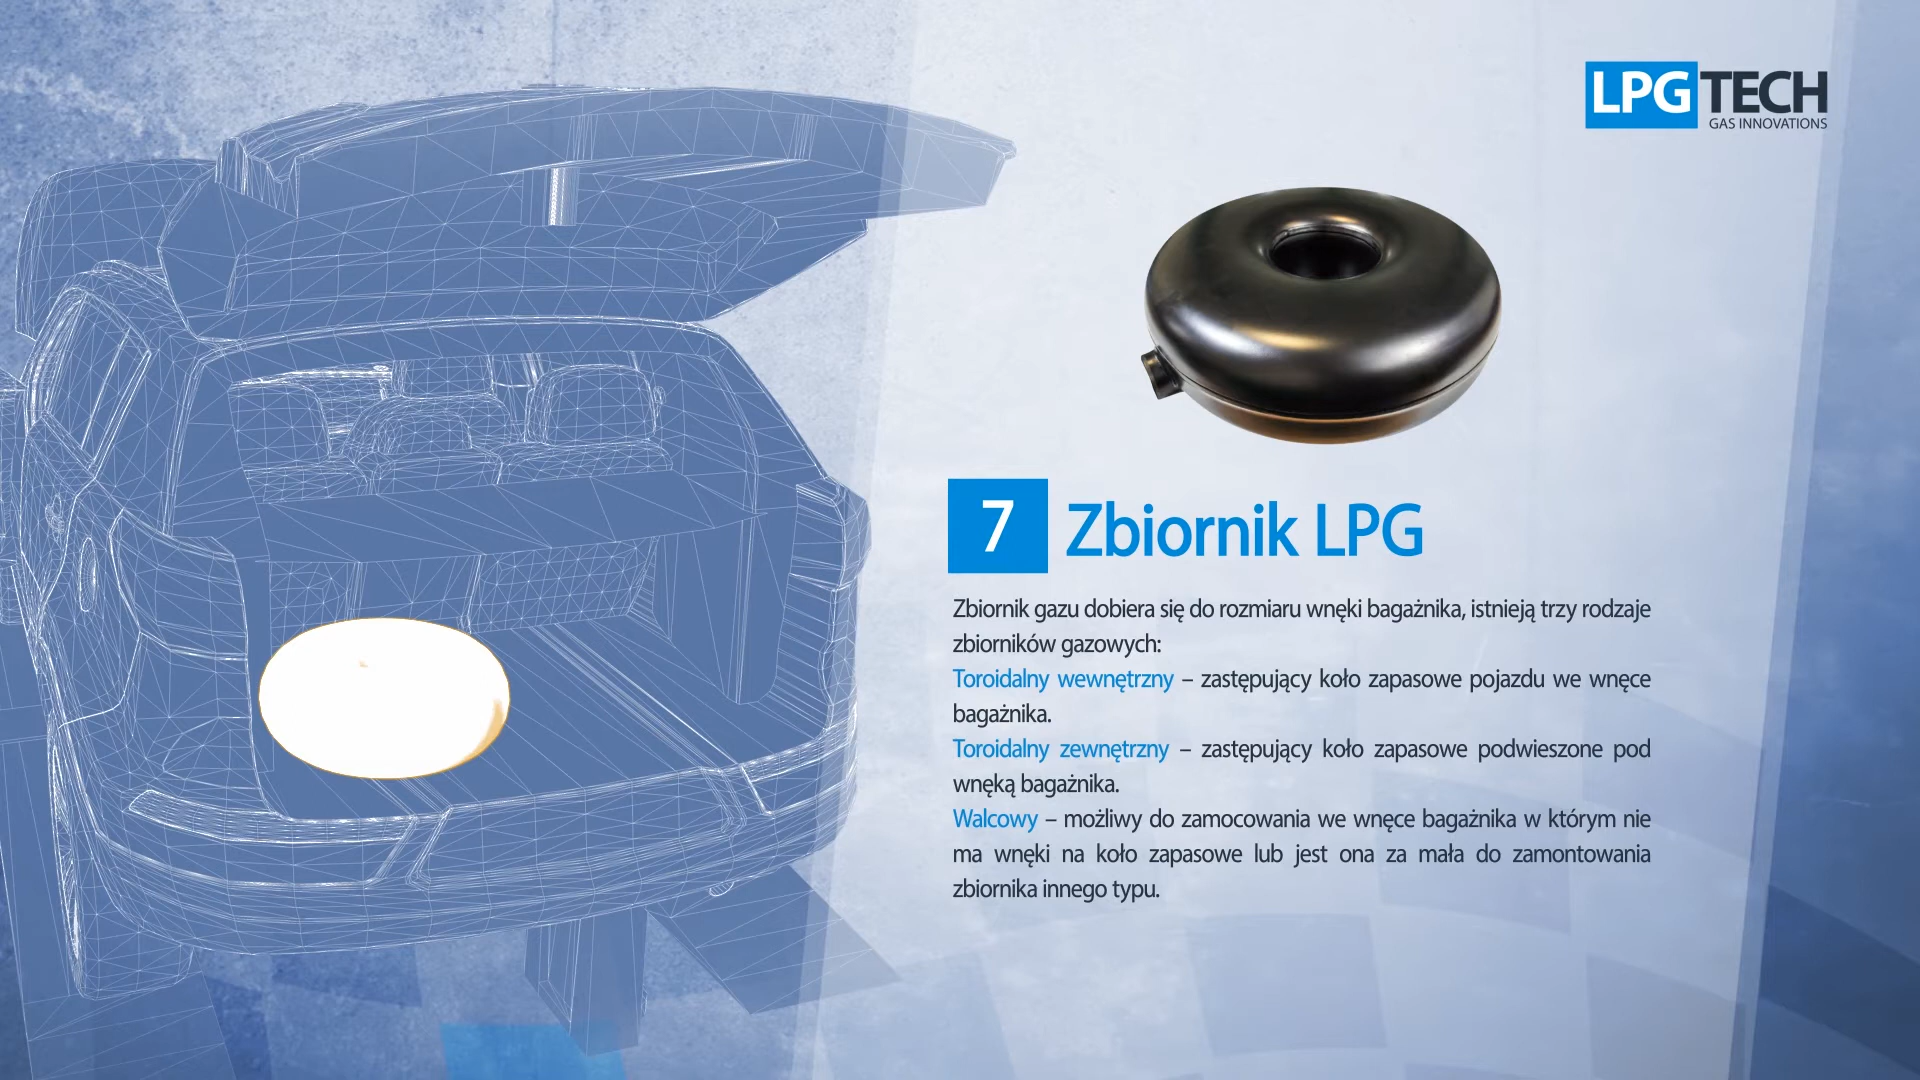 LPGTECH
GAS INNOVATIONS
7 Zbiornik LPG
Zbiornik gazu dobiera się do rozmiaru wnęki bagażnika, istnieją trzy rodzaje
zbiorników gazowych:
Toroidalny wewnętrzny – zastępujący koło zapasowe pojazdu we wnęce
bagażnika.
Toroidalny zewnętrzny – zastępujący koło zapasowe podwieszone pod
wnęką bagażnika.
Walcowy – możliwy do zamocowania we wnęce bagażnika w którym nie
ma wnęki na koło zapasowe lub jest ona za mała do zamontowania
zbiornika innego typu.